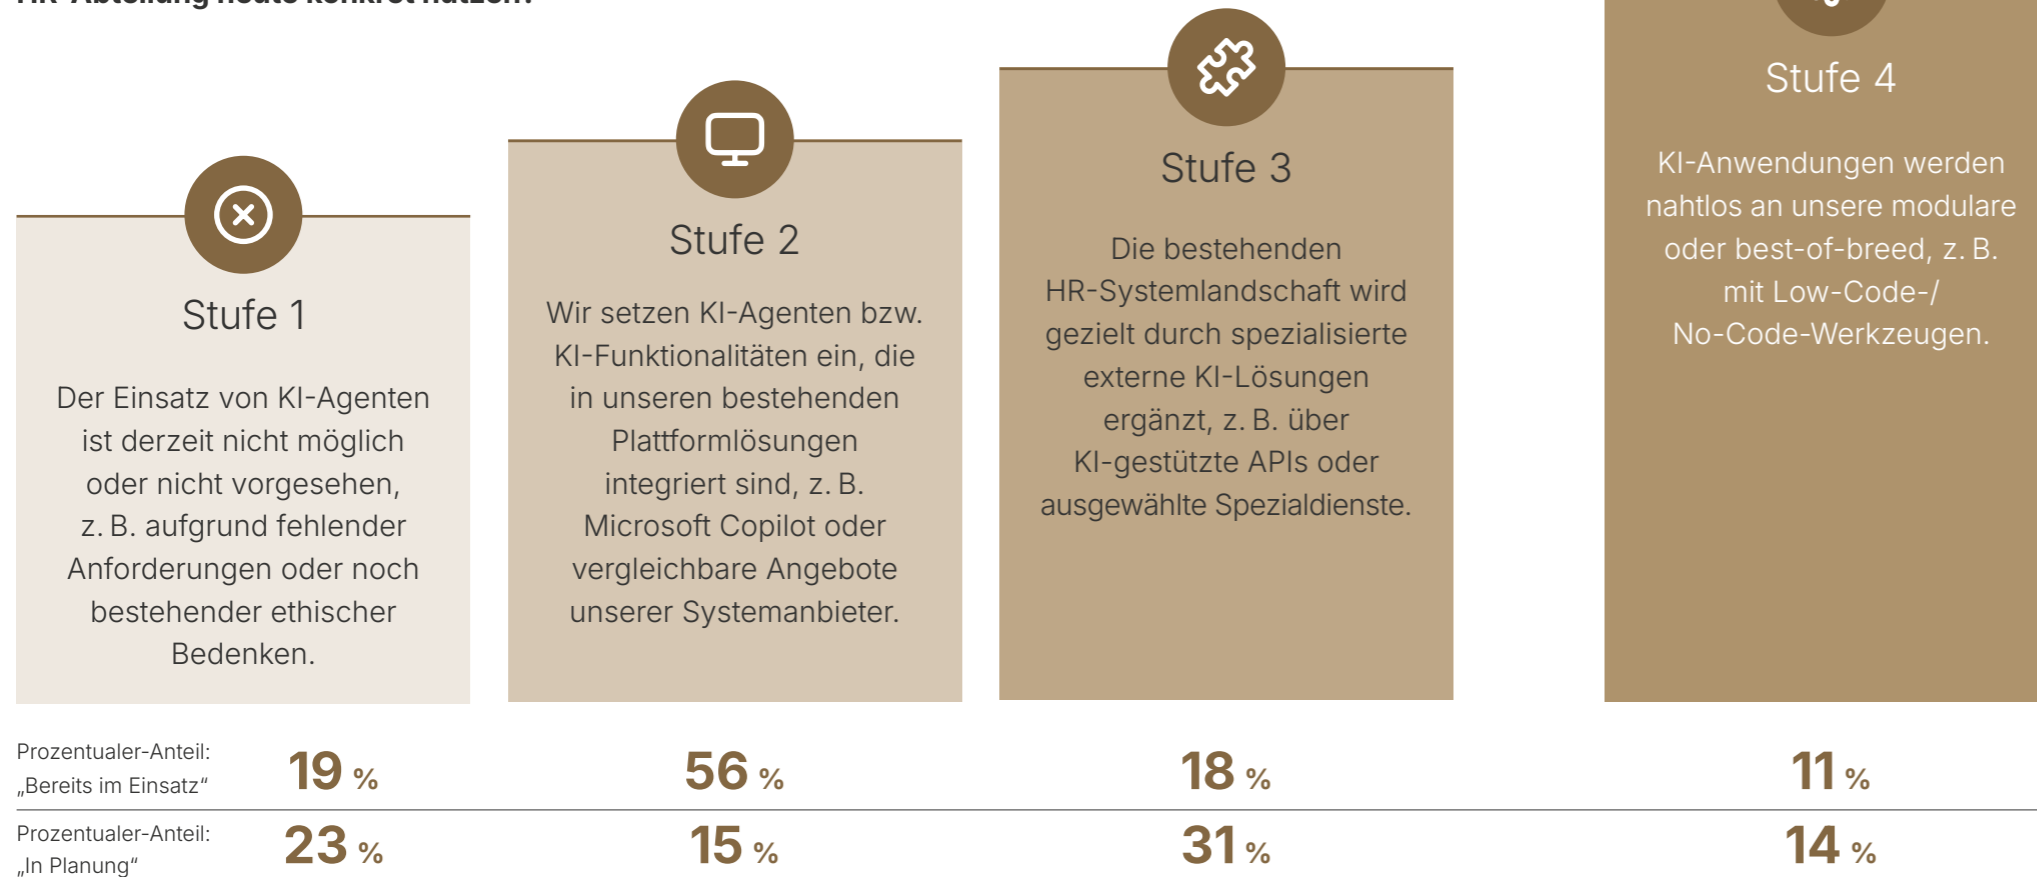 HR-Abteilung heute konkret nutzen?
Stufe 1
Der Einsatz von KI-Agenten
ist derzeit nicht möglich
oder nicht vorgesehen,
z. B. aufgrund fehlender
Anforderungen oder noch
bestehender ethischer
Bedenken.
Stufe 2
Wir setzen KI-Agenten bzw.
KI-Funktionalitäten ein, die
in unseren bestehenden
Plattformlösungen
integriert sind, z. B.
Microsoft Copilot oder
vergleichbare Angebote
unserer Systemanbieter.
Stufe 3
Die bestehenden
HR-Systemlandschaft wird
gezielt durch spezialisierte
externe KI-Lösungen
ergänzt, z. B. über
KI-gestützte APIs oder
ausgewählte Spezialdienste.
Stufe 4
KI-Anwendungen werden
nahtlos an unsere modulare
oder best-of-breed, z. B.
mit Low-Code-/
No-Code-Werkzeugen.
Prozentualer-Anteil:
„Bereits im Einsatz“
19 %
56 %
18 %
11 %
Prozentualer-Anteil:
„In Planung“
23 %
15 %
31 %
14 %